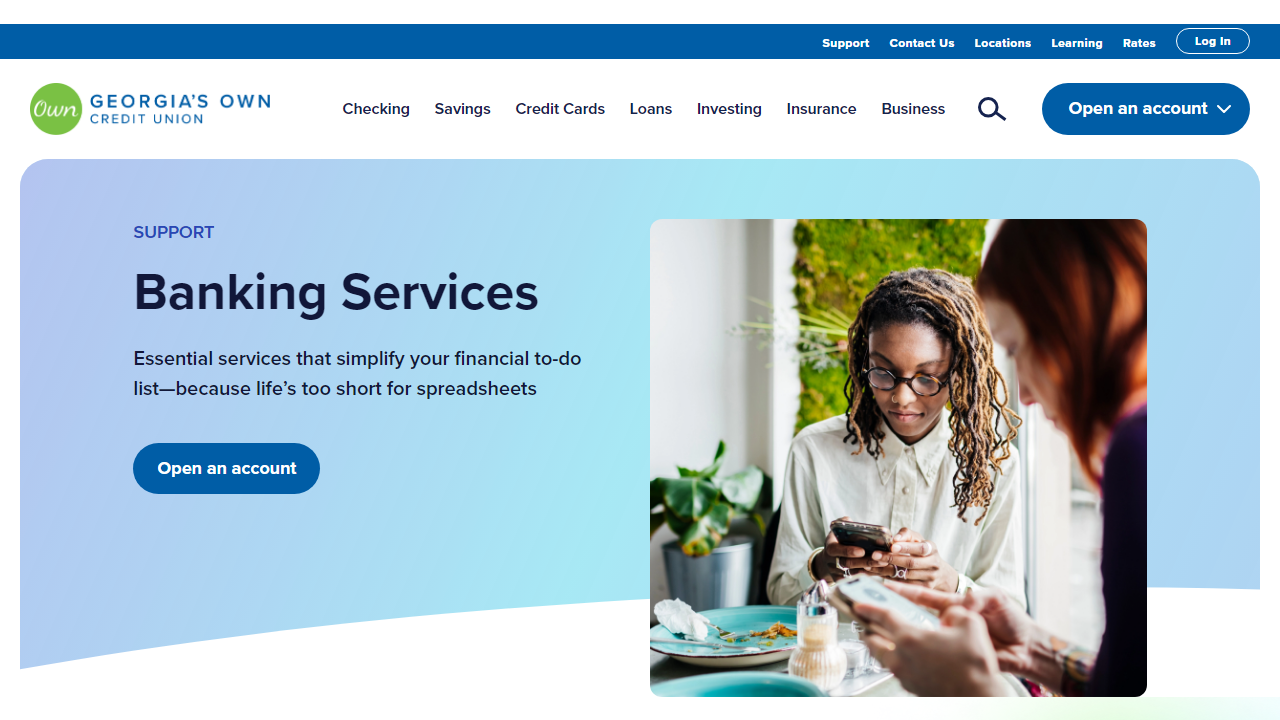 Support Contact Us Locations Learning Rates Log In
Own GEORGIA'S OWN
CREDIT UNION
Checking Savings Credit Cards Loans Investing Insurance Business Open an account
SUPPORT
Banking Services
Essential services that simplify your financial to-do
list—because life's too short for spreadsheets
Open an account